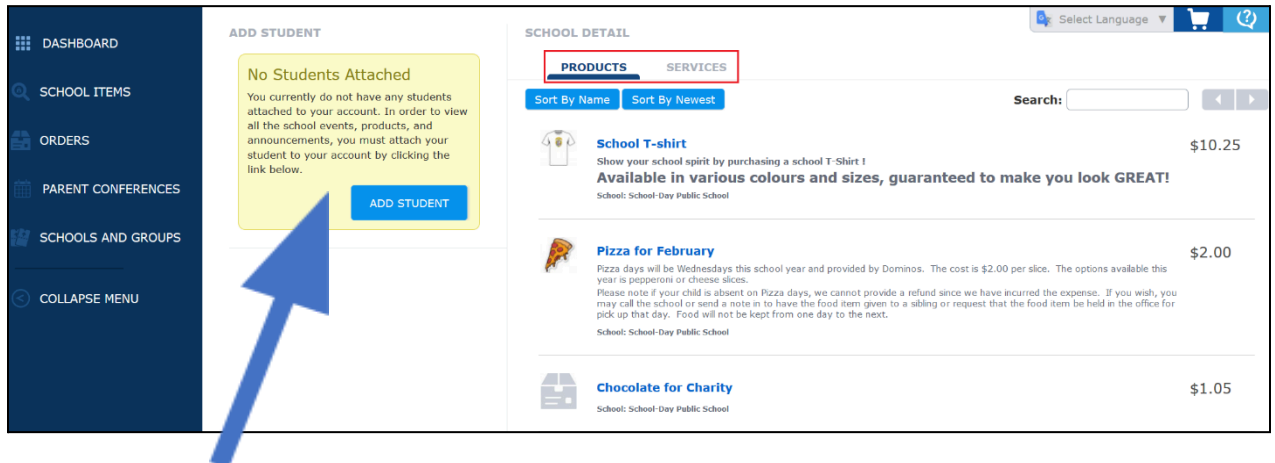 DASHBOARD
SCHOOL ITEMS
ORDERS
PARENT CONFERENCES
SCHOOLS AND GROUPS
COLLAPSE MENU
ADD STUDENT
No Students Attached
You currently do not have any students
attached to your account. In order to view
all the school events, products, and
announcements, you must attach your
student to your account by clicking the
link below.
ADD STUDENT
SCHOOL DETAIL
Select Language ▼
PRODUCTS SERVICES
Sort By Name Sort By Newest
Search:
School T-shirt $10.25
Show your school spirit by purchasing a school T-Shirt !
Available in various colours and sizes, guaranteed to make you look GREAT!
School: School-Day Public School
Pizza for February $2.00
Pizza days will be Wednesdays this school year and provided by Dominos. The cost is $2.00 per slice. The options available this
year is pepperoni or cheese slices.
Please note if your child is absent on Pizza days, we cannot provide a refund since we have incurred the expense. If you wish, you
may call the school or send a note in to have the food item given to a sibling or request that the food item be held in the office for
pick up that day. Food will not be kept from one day to the next.
School: School-Day Public School
Chocolate for Charity $1.05
School: School-Day Public School